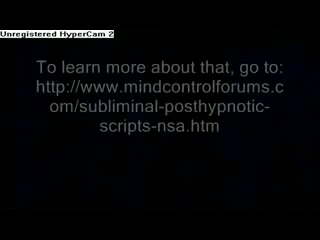 Unregistered HyperCam 2
To learn more about that, go to:
http://www.mindcontrolforums.c
om/subliminal-posthypnotic-
scripts-nsa.htm